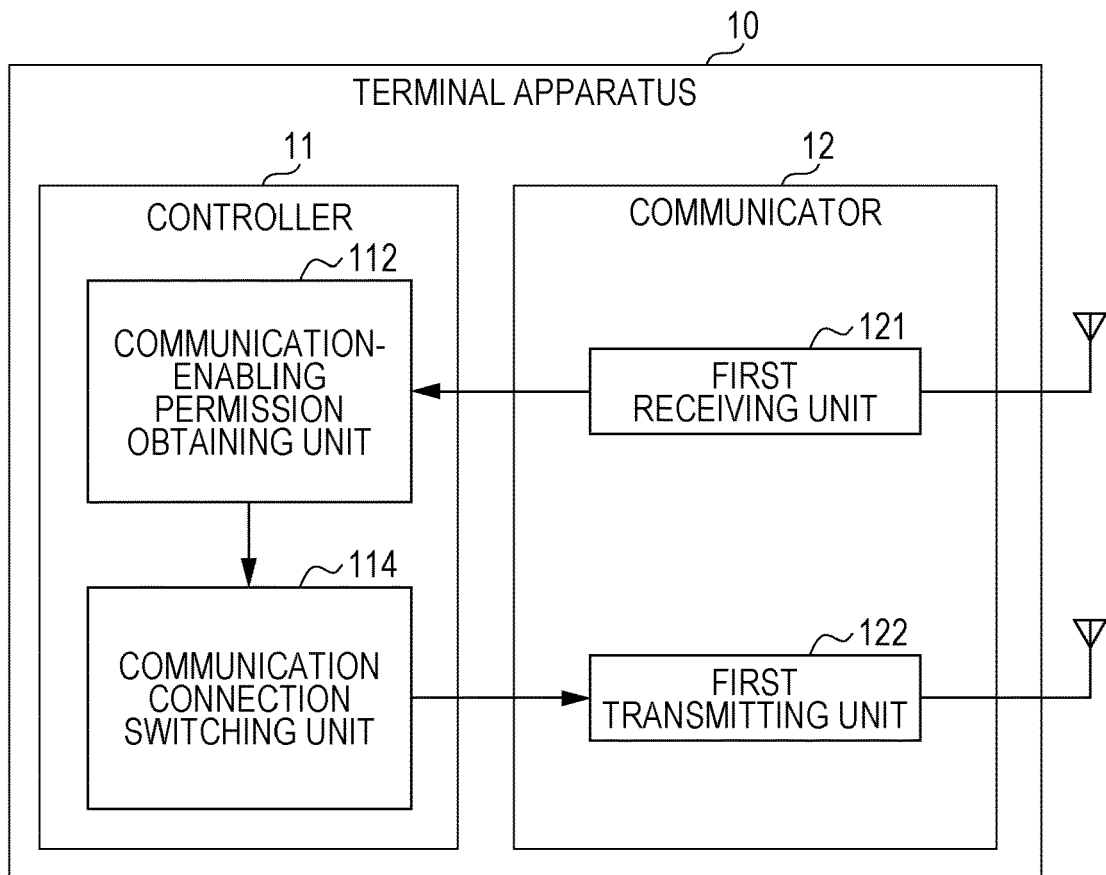 10
TERMINAL APPARATUS
11
CONTROLLER
112
COMMUNICATION-
ENABLING
PERMISSION
OBTAINING UNIT
114
COMMUNICATION
CONNECTION
SWITCHING UNIT
12
COMMUNICATOR
121
FIRST
RECEIVING UNIT
122
FIRST
TRANSMITTING UNIT